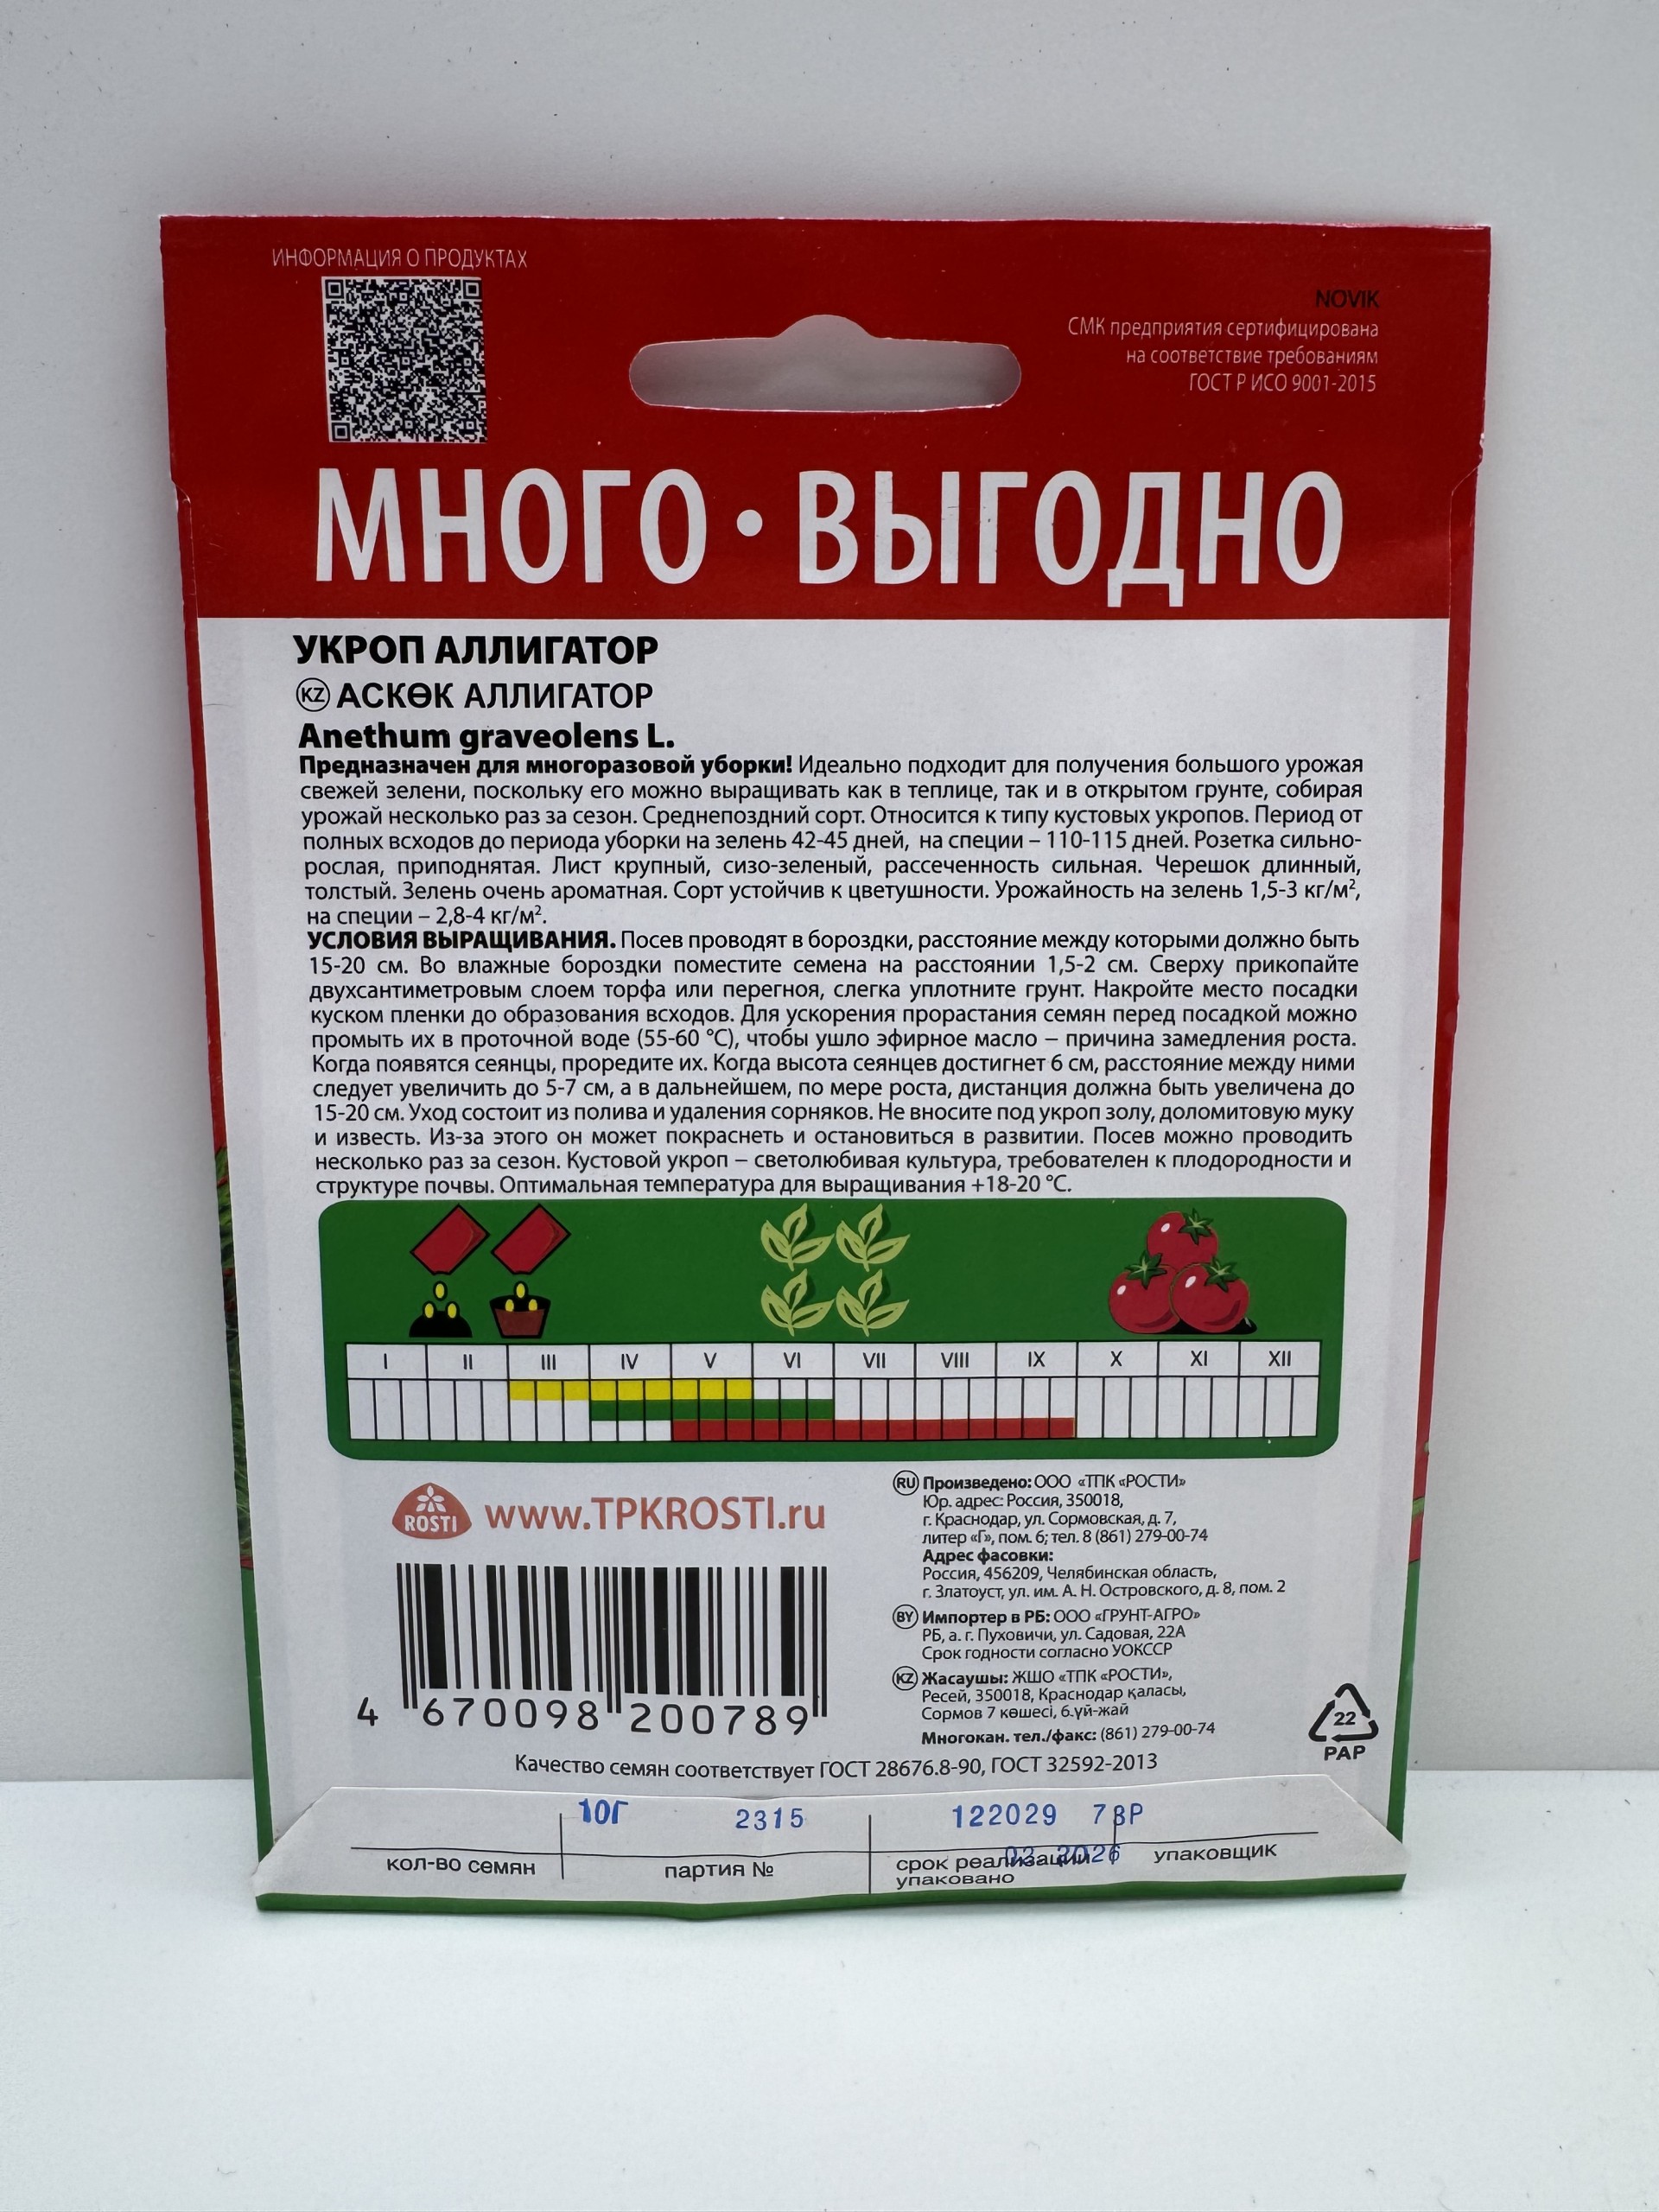 ИНФОРМАЦИЯ О ПРОДУКТАХ
NOVIK
СМК предприятия сертифицирована
на соответствие требованиям
ГОСТ Р ИСО 9001-2015
МНОГО · ВЫГОДНО
УКРОП АЛЛИГАТОР
KZ АСКӨК АЛЛИГАТОР
Anethum graveolens L.
Предназначен для многоразовой уборки! Идеально подходит для получения большого урожая
свежей зелени, поскольку его можно выращивать как в теплице, так и в открытом грунте, собирая
урожай несколько раз за сезон. Среднепоздний сорт. Относится к типу кустовых укропов. Период от
полных всходов до периода уборки на зелень 42-45 дней, на специи – 110-115 дней. Розетка сильно-
рослая, приподнятая. Лист крупный, сизо-зеленый, рассеченность сильная. Черешок длинный,
толстый. Зелень очень ароматная. Сорт устойчив к цветушности. Урожайность на зелень 1,5-3 кг/м²,
на специи – 2,8-4 кг/м².
УСЛОВИЯ ВЫРАЩИВАНИЯ. Посев проводят в бороздки, расстояние между которыми должно быть
15-20 см. Во влажные бороздки поместите семена на расстоянии 1,5-2 см. Сверху прикопайте
двухсантиметровым слоем торфа или перегноя, слегка уплотните грунт. Накройте место посадки
куском пленки до образования всходов. Для ускорения прорастания семян перед посадкой можно
промыть их в проточной воде (55-60 °С), чтобы ушло эфирное масло – причина замедления роста.
Когда появятся сеянцы, проредите их. Когда высота сеянцев достигнет 6 см, расстояние между ними
следует увеличить до 5-7 см, а в дальнейшем, по мере роста, дистанция должна быть увеличена до
15-20 см. Уход состоит из полива и удаления сорняков. Не вносите под укроп золу, доломитовую муку
и известь. Из-за этого он может покраснеть и остановиться в развитии. Посев можно проводить
несколько раз за сезон. Кустовой укроп – светолюбивая культура, требователен к плодородности и
структуре почвы. Оптимальная температура для выращивания +18-20 °С.
I II III IV V VI VII VIII IX X XI XII
ROSTI www.TPKROSTI.ru
4 670098 200789
RU Произведено: ООО «ТПК «РОСТИ»
Юр. адрес: Россия, 350018,
г. Краснодар, ул. Сормовская, д. 7,
литер «Г», пом. 6; тел. 8 (861) 279-00-74
Адрес фасовки:
Россия, 456209, Челябинская область,
г. Златоуст, ул. им. А. Н. Островского, д. 8, пом. 2
BY Импортер в РБ: ООО «ГРУНТ-АГРО»
РБ, а. г. Пуховичи, ул. Садовая, 22А
Срок годности согласно УОКССР
KZ Жасаушы: ЖШО «ТПК «РОСТИ»,
Ресей, 350018, Краснодар қаласы,
Сормов 7 көшесі, 6.үй-жай
Многокан. тел./факс: (861) 279-00-74
22
PAP
Качество семян соответствует ГОСТ 28676.8-90, ГОСТ 32592-2013
10Г 2315 122029 78Р
02 2026
кол-во семян партия № срок реализации упаковщик
упаковано